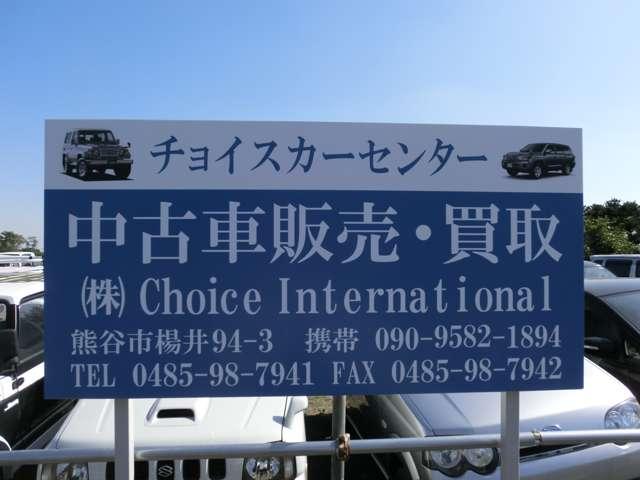 チョイスカーセンター
中古車販売・買取
㈱ Choice International
熊谷市楊井94-3 携帯 090-9582-1894
TEL 0485-98-7941 FAX 0485-98-7942